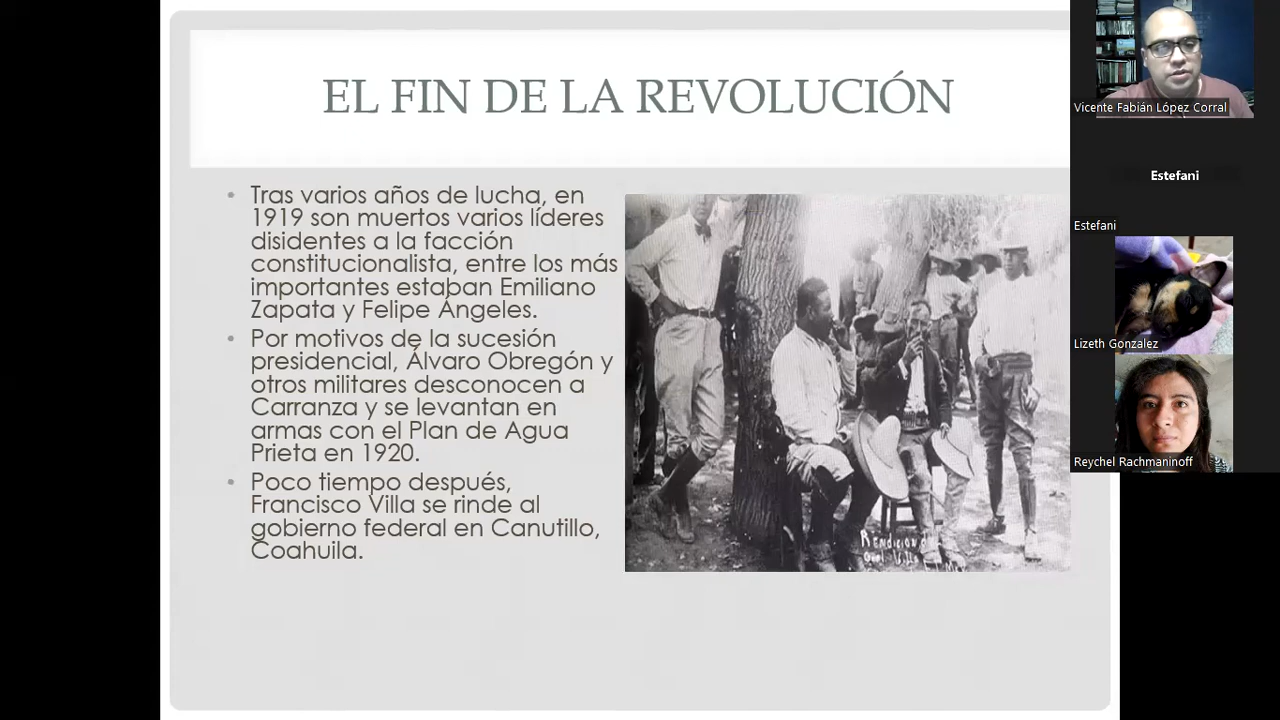 EL FIN DE LA REVOLUCIÓN
• Tras varios años de lucha, en
1919 son muertos varios líderes
disidentes a la facción
constitucionalista, entre los más
importantes estaban Emiliano
Zapata y Felipe Ángeles.
• Por motivos de la sucesión
presidencial, Álvaro Obregón y
otros militares desconocen a
Carranza y se levantan en
armas con el Plan de Agua
Prieta en 1920.
• Poco tiempo después,
Francisco Villa se rinde al
gobierno federal en Canutillo,
Coahuila.
RENDICION
Gral. Villa
Vicente Fabián López Corral
Estefani
Estefani
Lizeth Gonzalez
Reychel Rachmaninoff